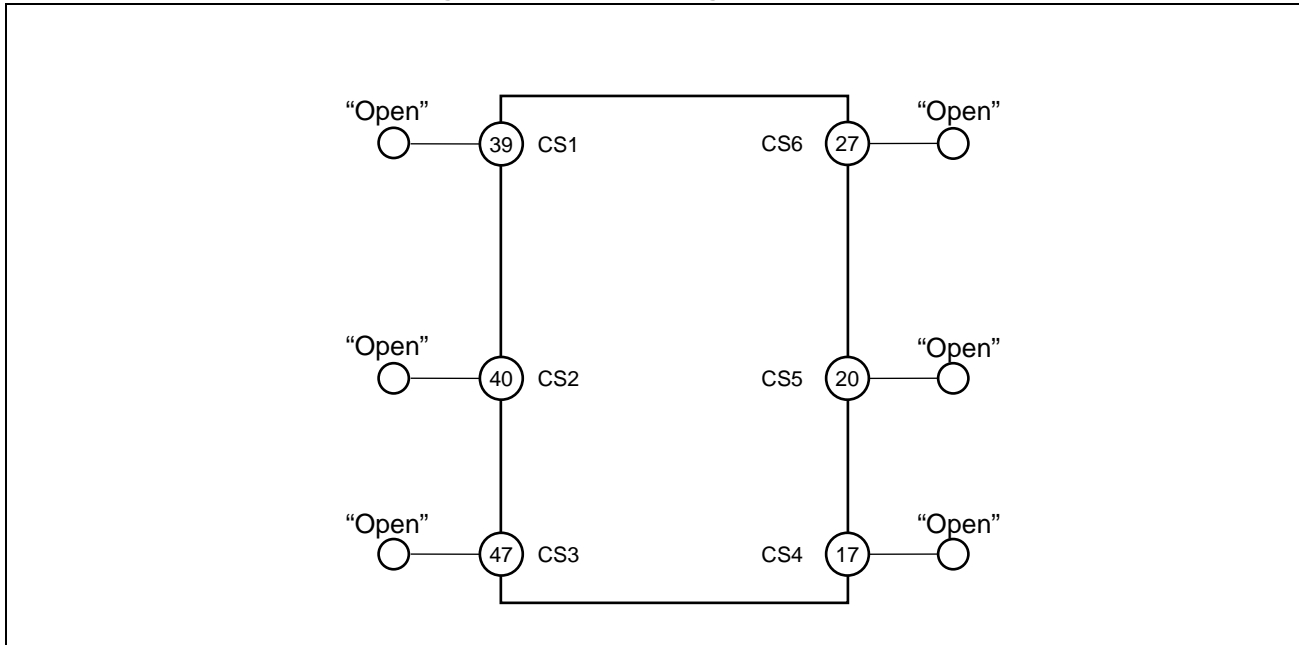 “Open” “Open”
39 CS1 CS6 27
“Open” “Open”
40 CS2 CS5 20
“Open” “Open”
47 CS3 CS4 17